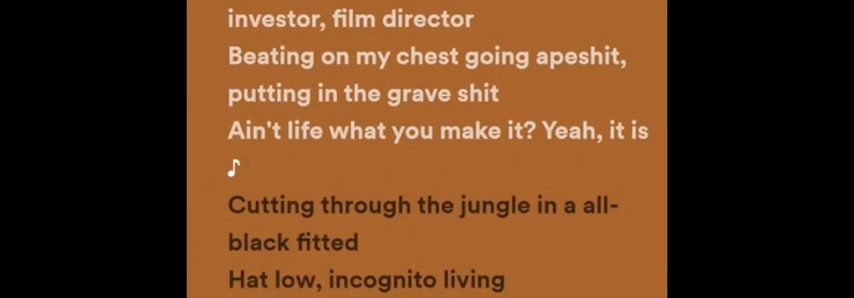 investor, film director
Beating on my chest going apeshit,
putting in the grave shit
Ain't life what you make it? Yeah, it is
♪
Cutting through the jungle in a all-
black fitted
Hat low, incognito living